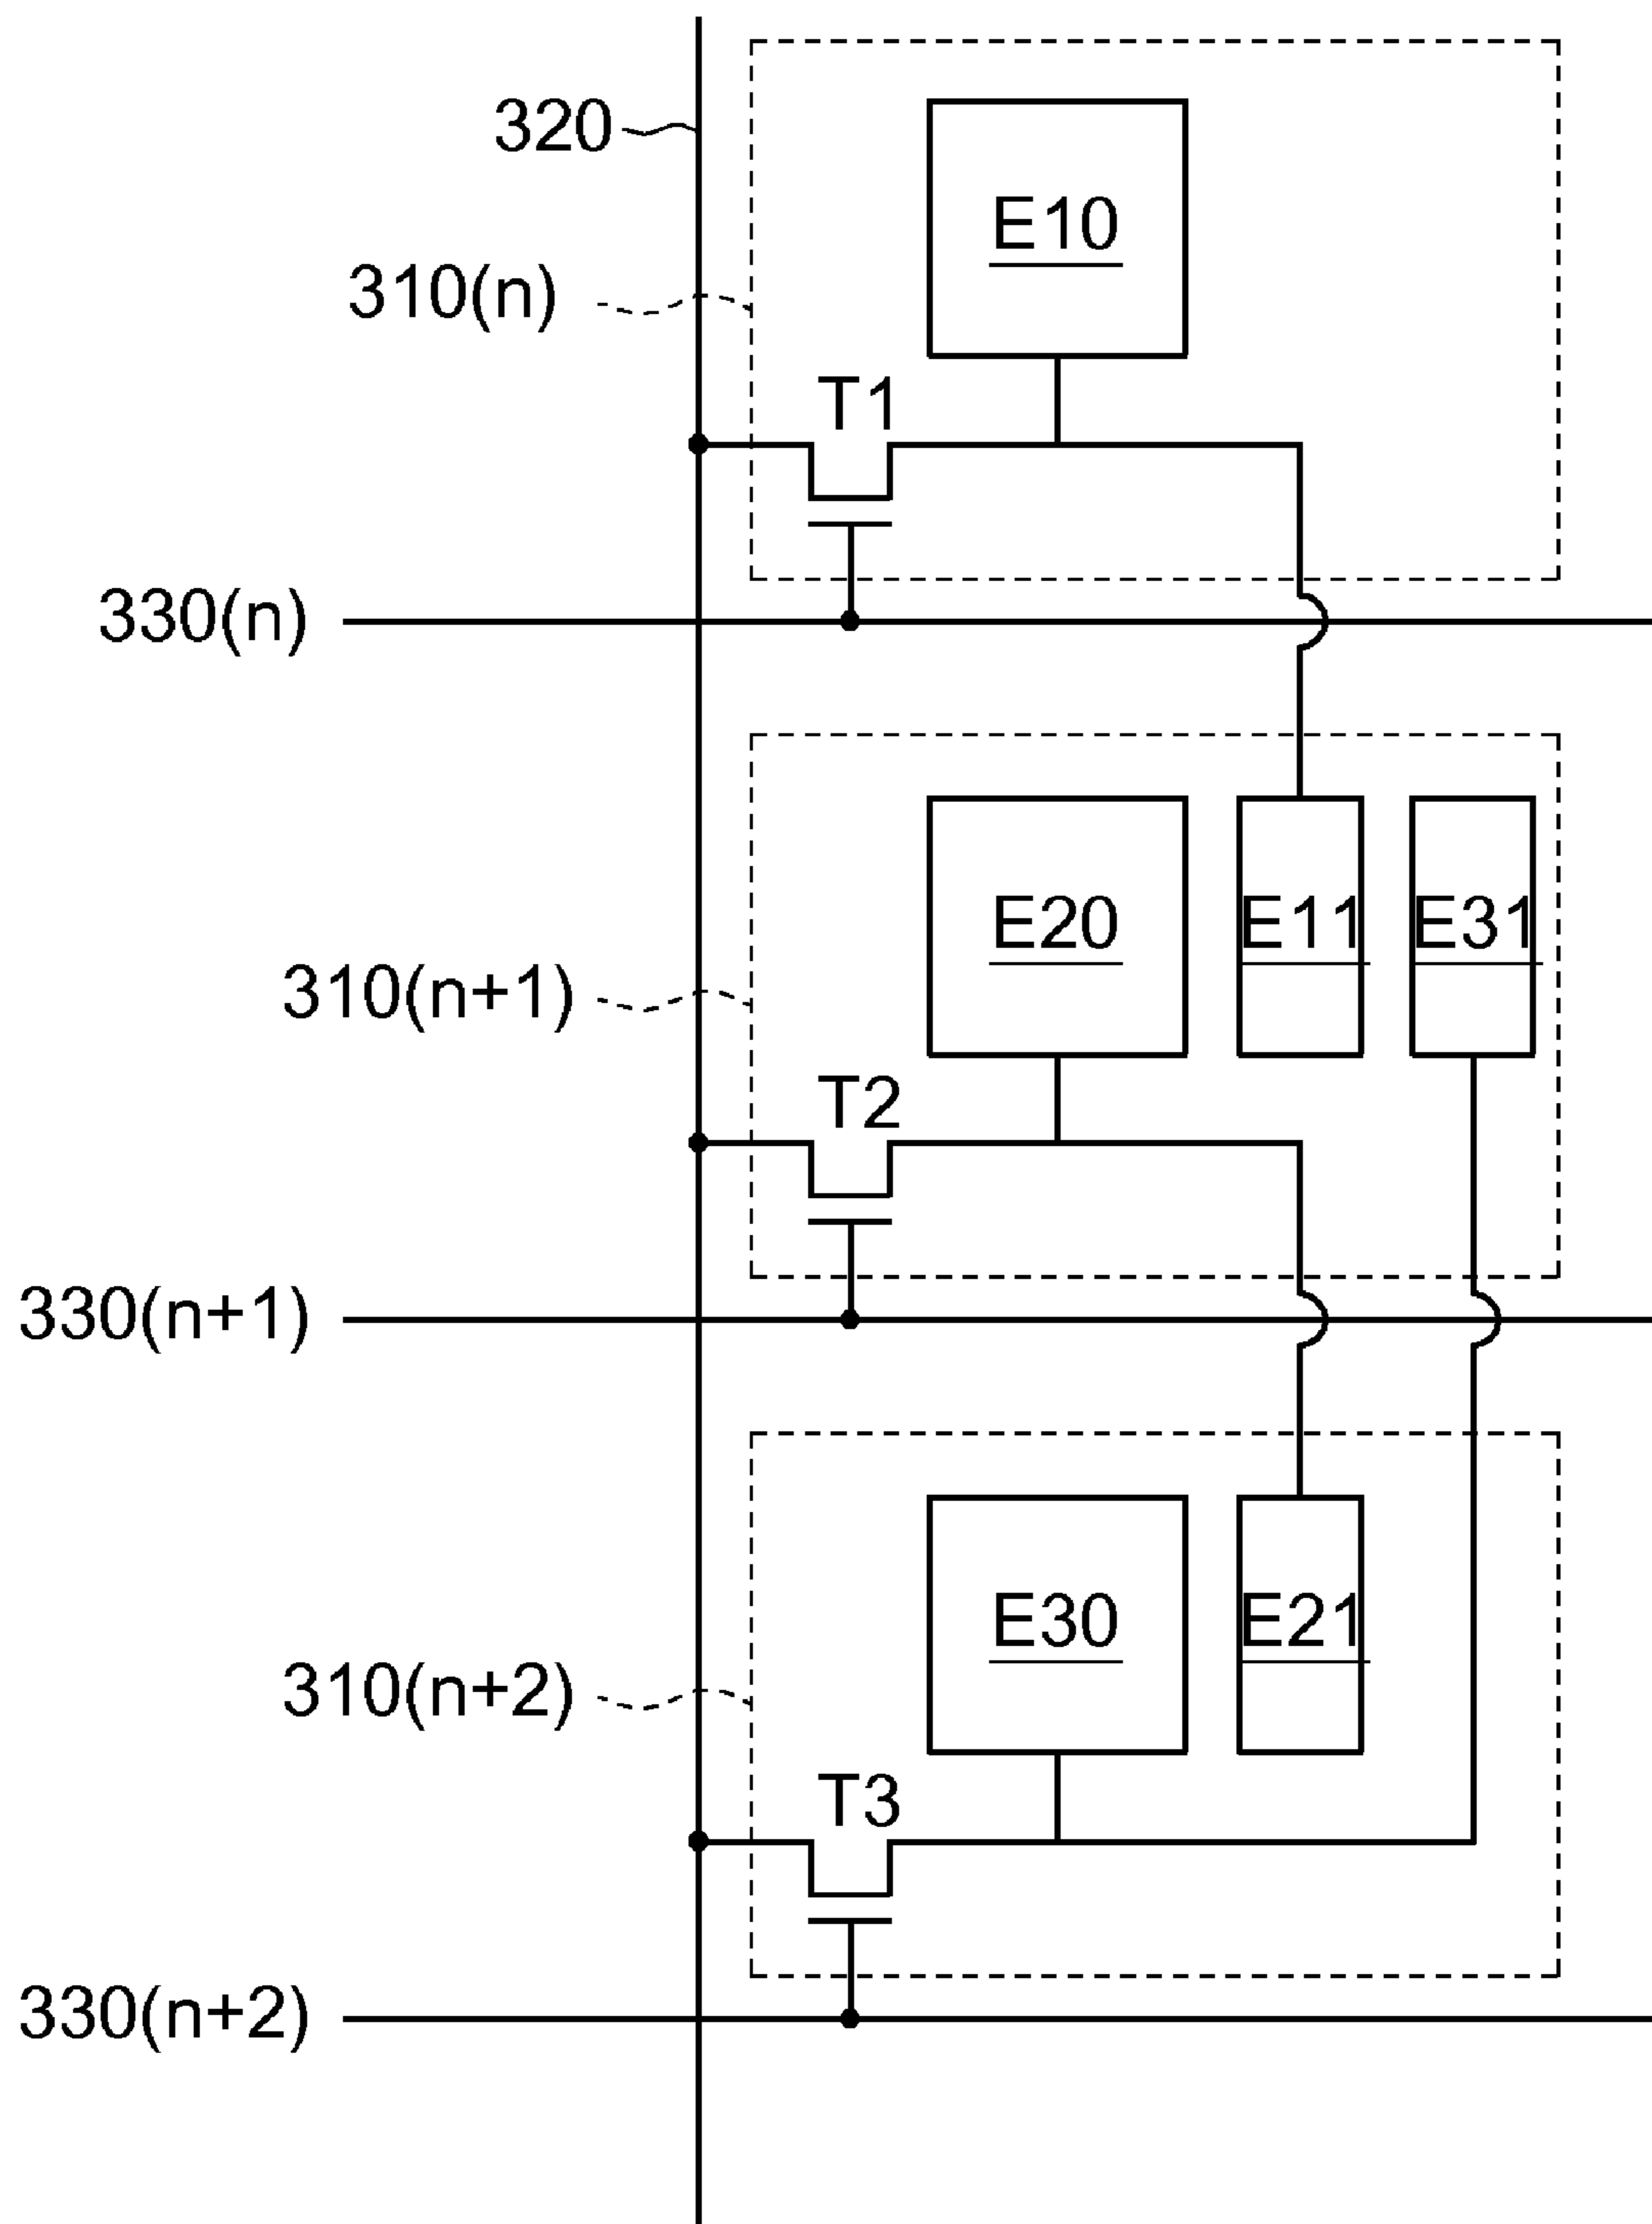 320
E10
310(n)
T1
330(n)
E20 E11 E31
310(n+1)
T2
330(n+1)
E30 E21
310(n+2)
T3
330(n+2)